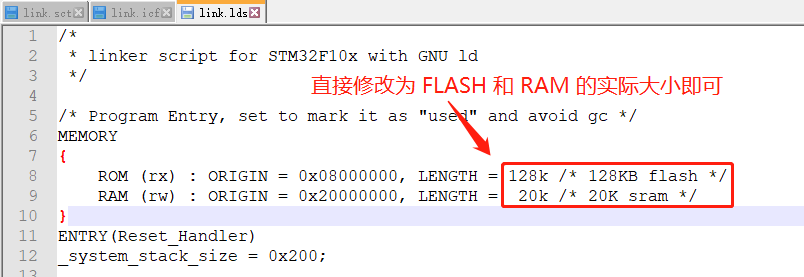 link.sct link.icf link.lds
1 /*
2 * linker script for STM32F10x with GNU ld
3 */
4
直接修改为 FLASH 和 RAM 的实际大小即可
5 /* Program Entry, set to mark it as "used" and avoid gc */
6 MEMORY
7 {
8 ROM (rx) : ORIGIN = 0x08000000, LENGTH = 128k /* 128KB flash */
9 RAM (rw) : ORIGIN = 0x20000000, LENGTH = 20k /* 20K sram */
10 }
11 ENTRY(Reset_Handler)
12 _system_stack_size = 0x200;